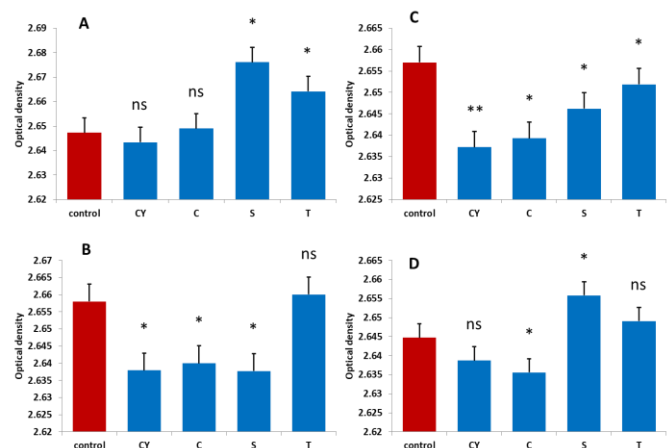 A
Optical density
2.69
2.68
2.67
2.66
2.65
2.64
2.63
2.62
ns
ns
*
*
control CY C S T
C
Optical density
2.665
2.66
2.655
2.65
2.645
2.64
2.635
2.63
2.625
**
*
*
*
control CY C S T
B
Optical density
2.67
2.665
2.66
2.655
2.65
2.645
2.64
2.635
2.63
2.625
2.62
*
*
*
ns
control CY C S T
D
Optical density
2.665
2.66
2.655
2.65
2.645
2.64
2.635
2.63
2.625
2.62
ns
*
*
ns
control CY C S T